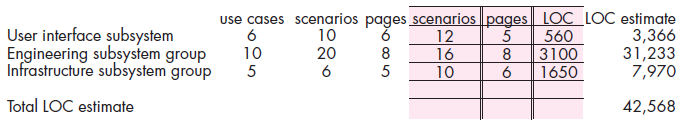 use cases scenarios pages scenarios pages LOC LOC estimate
User interface subsystem 6 10 6 12 5 560 3,366
Engineering subsystem group 10 20 8 16 8 3100 31,233
Infrastructure subsystem group 5 6 5 10 6 1650 7,970
Total LOC estimate 42,568